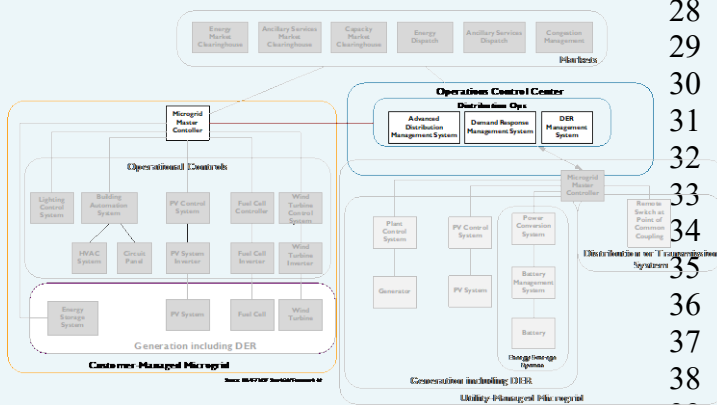 Energy
Market
Clearinghouse
Ancillary Services
Market
Clearinghouse
Capacity
Market
Clearinghouse
Energy
Dispatch
Ancillary Services
Dispatch
Congestion
Management
Markets
Operations Control Center
Distribution Ops
Advanced
Distribution
Management System
Demand Response
Management System
DER
Management
System
Microgrid
Master
Controller
Operational Controls
Lighting
Control
System
Building
Automation
System
PV Control
System
Fuel Cell
Controller
Wind
Turbine
Control
System
HVAC
System
Circuit
Panel
PV System
Inverter
Fuel Cell
Inverter
Wind
Turbine
Inverter
Energy
Storage
System
PV System
Fuel Cell
Wind
Turbine
Generation including DER
Customer-Managed Microgrid
Microgrid
Master
Controller
Plant
Control
System
PV Control
System
Power
Conversion
System
Remote
Switch at
Point of
Common
Coupling
Distribution or Transmission
System
Generator
PV System
Battery
Management
System
Battery
Energy Storage
System
Generation including DER
Utility-Managed Microgrid
28
29
30
31
32
33
34
35
36
37
38